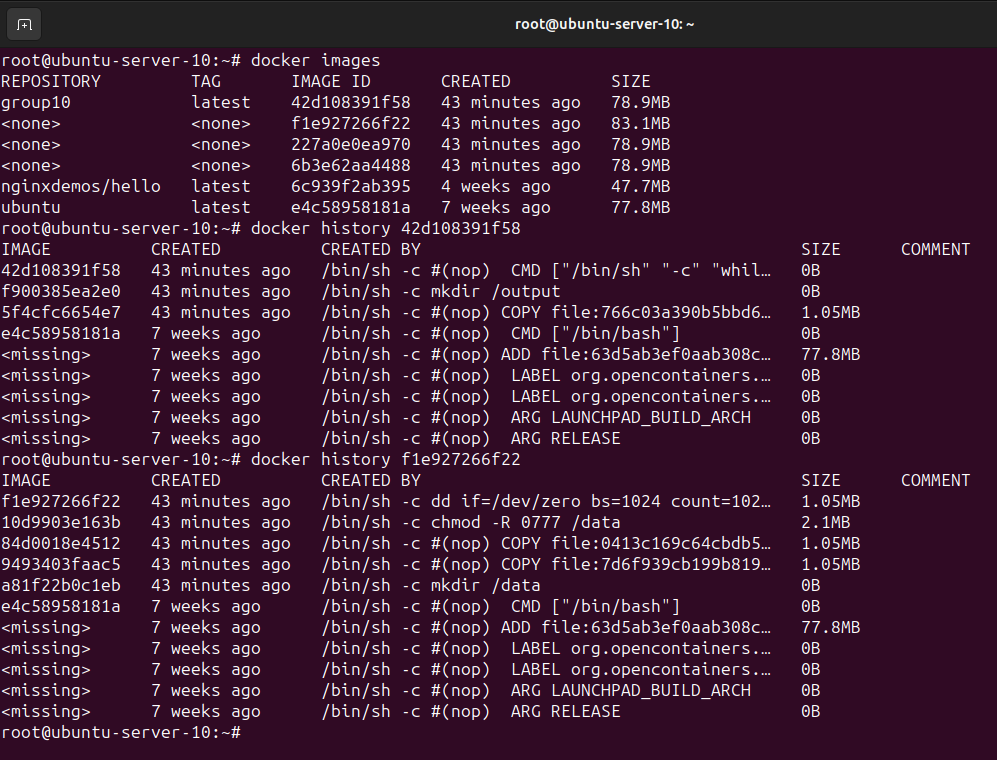 root@ubuntu-server-10: ~
root@ubuntu-server-10:~# docker images
REPOSITORY TAG IMAGE ID CREATED SIZE
group10 latest 42d108391f58 43 minutes ago 78.9MB
<none> <none> f1e927266f22 43 minutes ago 83.1MB
<none> <none> 227a0e0ea970 43 minutes ago 78.9MB
<none> <none> 6b3e62aa4488 43 minutes ago 78.9MB
nginxdemos/hello latest 6c939f2ab395 4 weeks ago 47.7MB
ubuntu latest e4c58958181a 7 weeks ago 77.8MB
root@ubuntu-server-10:~# docker history 42d108391f58
IMAGE CREATED CREATED BY SIZE COMMENT
42d108391f58 43 minutes ago /bin/sh -c #(nop) CMD ["/bin/sh" "-c" "whil… 0B
f900385ea2e0 43 minutes ago /bin/sh -c mkdir /output 0B
5f4cfc6654e7 43 minutes ago /bin/sh -c #(nop) COPY file:766c03a390b5bbd6… 1.05MB
e4c58958181a 7 weeks ago /bin/sh -c #(nop) CMD ["/bin/bash"] 0B
<missing> 7 weeks ago /bin/sh -c #(nop) ADD file:63d5ab3ef0aab308c… 77.8MB
<missing> 7 weeks ago /bin/sh -c #(nop) LABEL org.opencontainers.… 0B
<missing> 7 weeks ago /bin/sh -c #(nop) LABEL org.opencontainers.… 0B
<missing> 7 weeks ago /bin/sh -c #(nop) ARG LAUNCHPAD_BUILD_ARCH 0B
<missing> 7 weeks ago /bin/sh -c #(nop) ARG RELEASE 0B
root@ubuntu-server-10:~# docker history f1e927266f22
IMAGE CREATED CREATED BY SIZE COMMENT
f1e927266f22 43 minutes ago /bin/sh -c dd if=/dev/zero bs=1024 count=102… 1.05MB
10d9903e163b 43 minutes ago /bin/sh -c chmod -R 0777 /data 2.1MB
84d0018e4512 43 minutes ago /bin/sh -c #(nop) COPY file:0413c169c64cbdb5… 1.05MB
9493403faac5 43 minutes ago /bin/sh -c #(nop) COPY file:7d6f939cb199b819… 1.05MB
a81f22b0c1eb 43 minutes ago /bin/sh -c mkdir /data 0B
e4c58958181a 7 weeks ago /bin/sh -c #(nop) CMD ["/bin/bash"] 0B
<missing> 7 weeks ago /bin/sh -c #(nop) ADD file:63d5ab3ef0aab308c… 77.8MB
<missing> 7 weeks ago /bin/sh -c #(nop) LABEL org.opencontainers.… 0B
<missing> 7 weeks ago /bin/sh -c #(nop) LABEL org.opencontainers.… 0B
<missing> 7 weeks ago /bin/sh -c #(nop) ARG LAUNCHPAD_BUILD_ARCH 0B
<missing> 7 weeks ago /bin/sh -c #(nop) ARG RELEASE 0B
root@ubuntu-server-10:~#